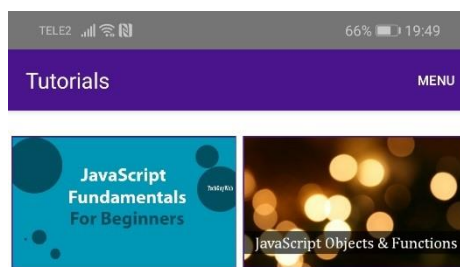 TELE2 66% 19:49
Tutorials MENU
JavaScript
Fundamentals
For Beginners
JavaScript Objects & Functions